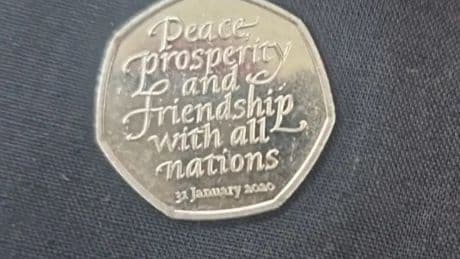 Peace,
prosperity
and
friendship
with all
nations
31 January 2020